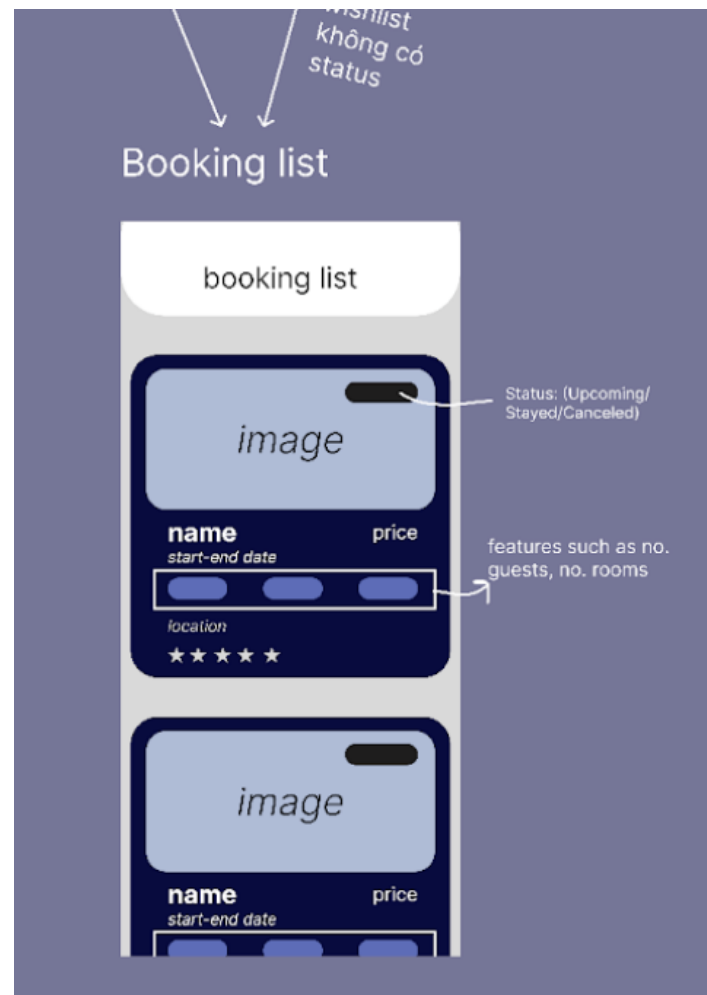 wishlist
không có
status
Booking list
booking list
image
Status: (Upcoming/
Stayed/Canceled)
name
price
start-end date
features such as no.
guests, no. rooms
location
image
name
price
start-end date